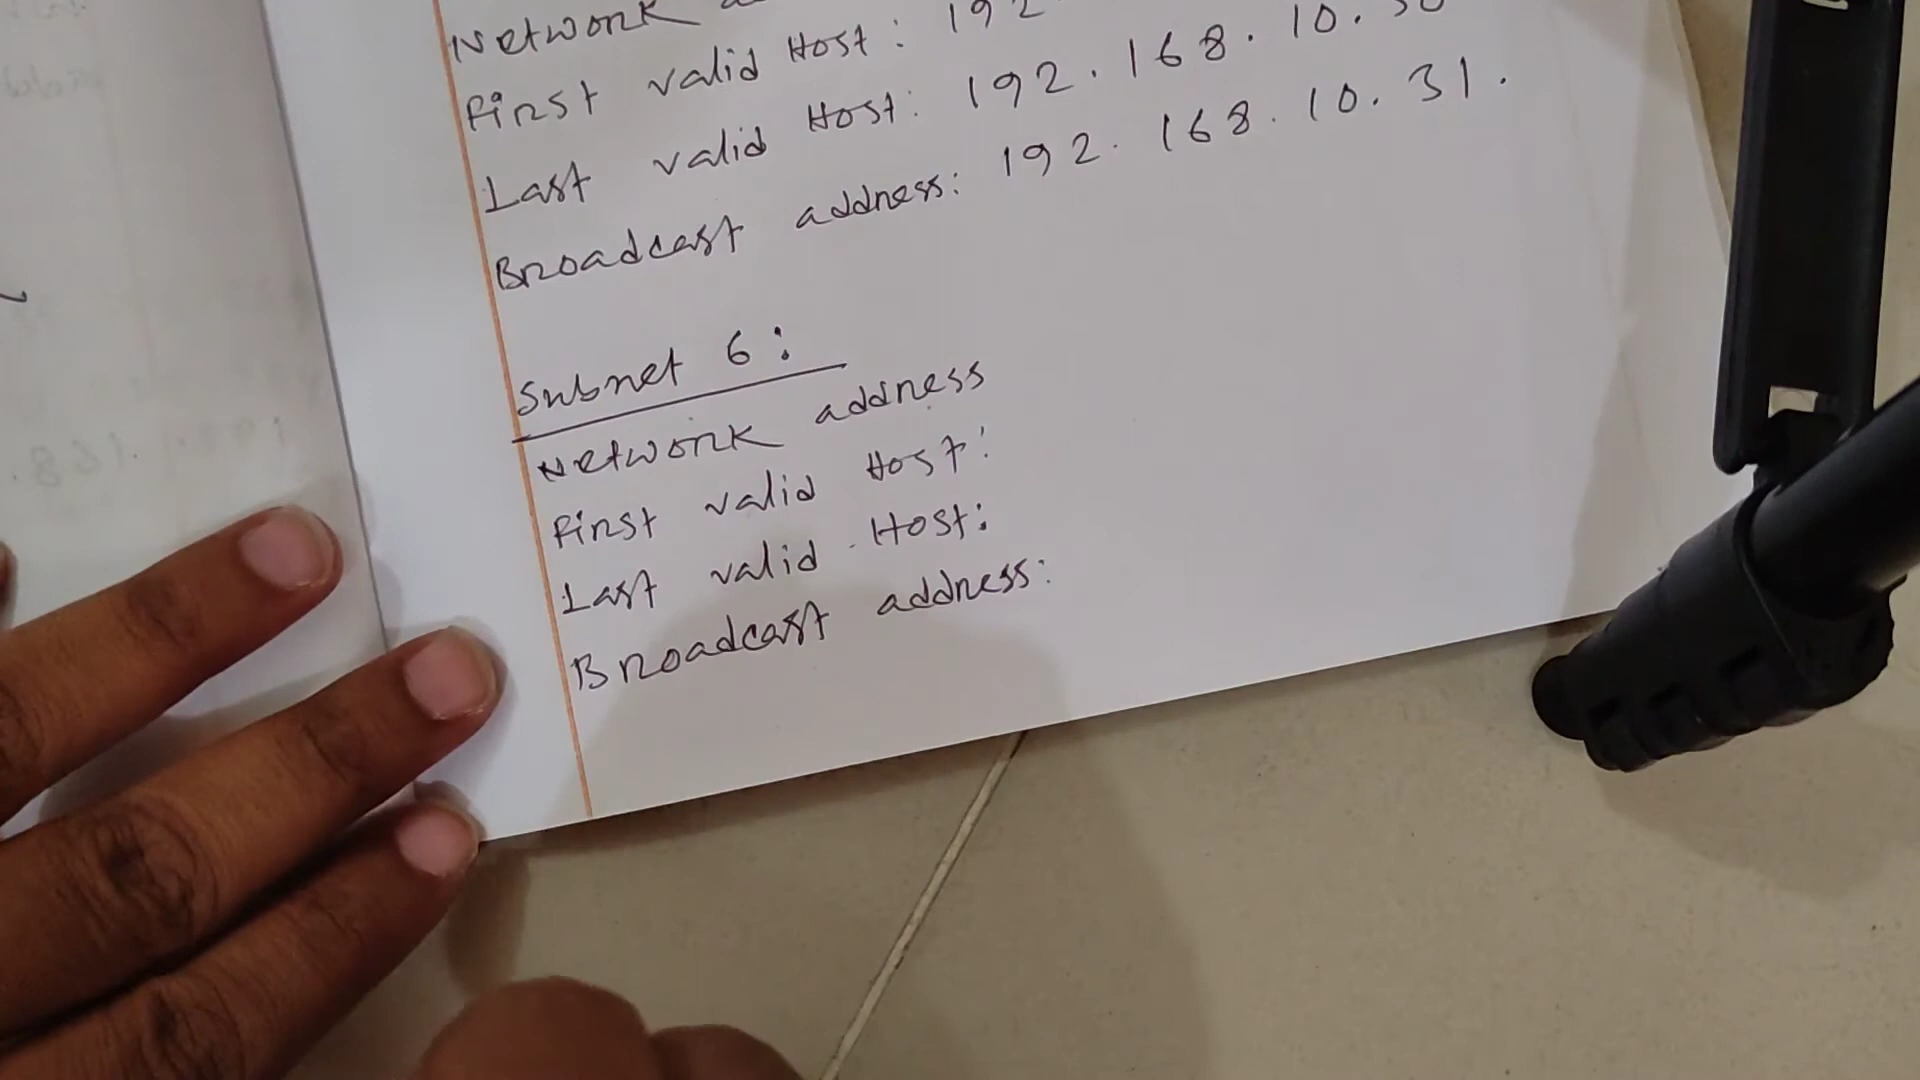 Network
First valid Host: 192
Last valid Host: 192.168.10.30
Broadcast address: 192.168.10.31.
Subnet 6:
Network address
First valid Host:
Last valid Host:
Broadcast address: